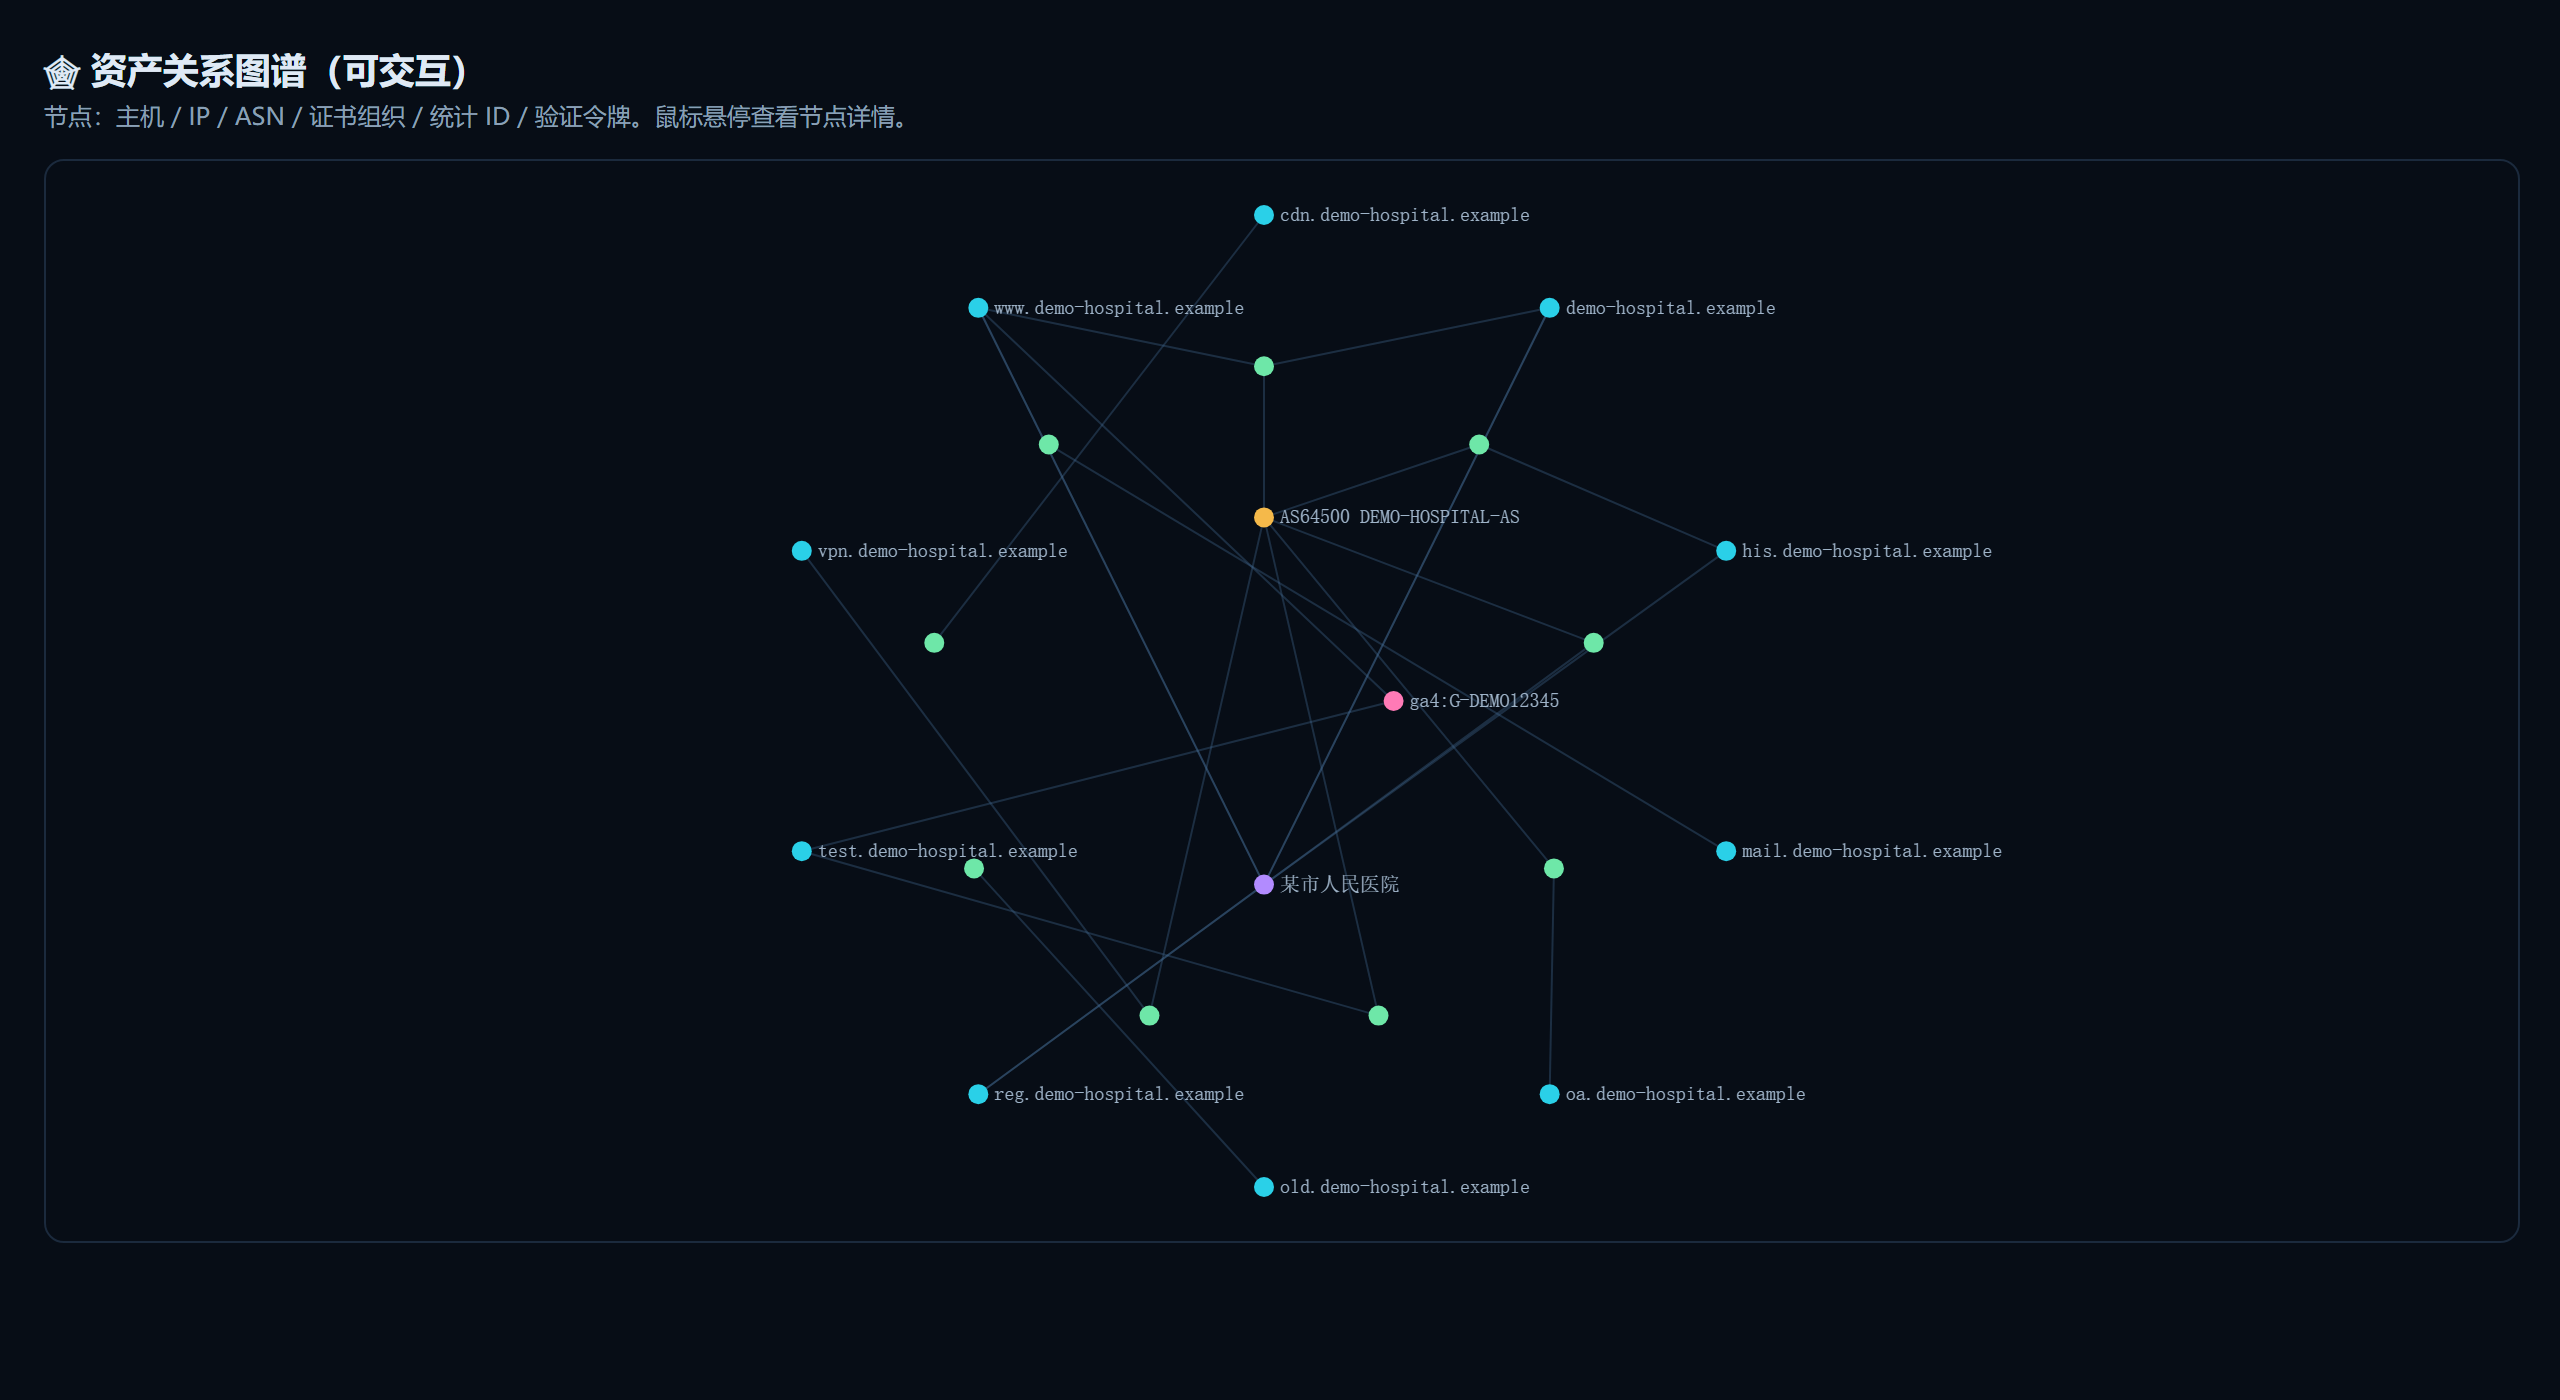 资产关系图谱（可交互）
节点：主机 / IP / ASN / 证书组织 / 统计 ID / 验证令牌。鼠标悬停查看节点详情。
cdn.demo-hospital.example
www.demo-hospital.example
demo-hospital.example
AS64500 DEMO-HOSPITAL-AS
vpn.demo-hospital.example
his.demo-hospital.example
ga4:G-DEMO12345
test.demo-hospital.example
mail.demo-hospital.example
某市人民医院
reg.demo-hospital.example
oa.demo-hospital.example
old.demo-hospital.example